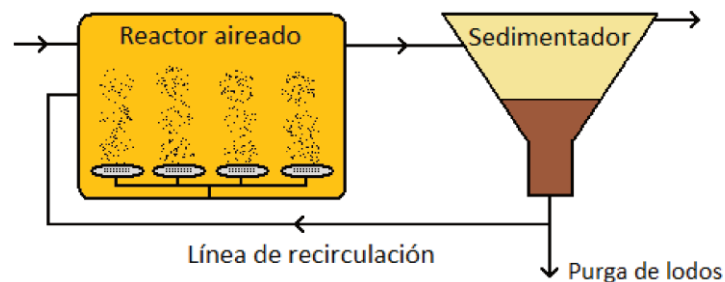 Reactor aireado
Sedimentador
Línea de recirculación
Purga de lodos